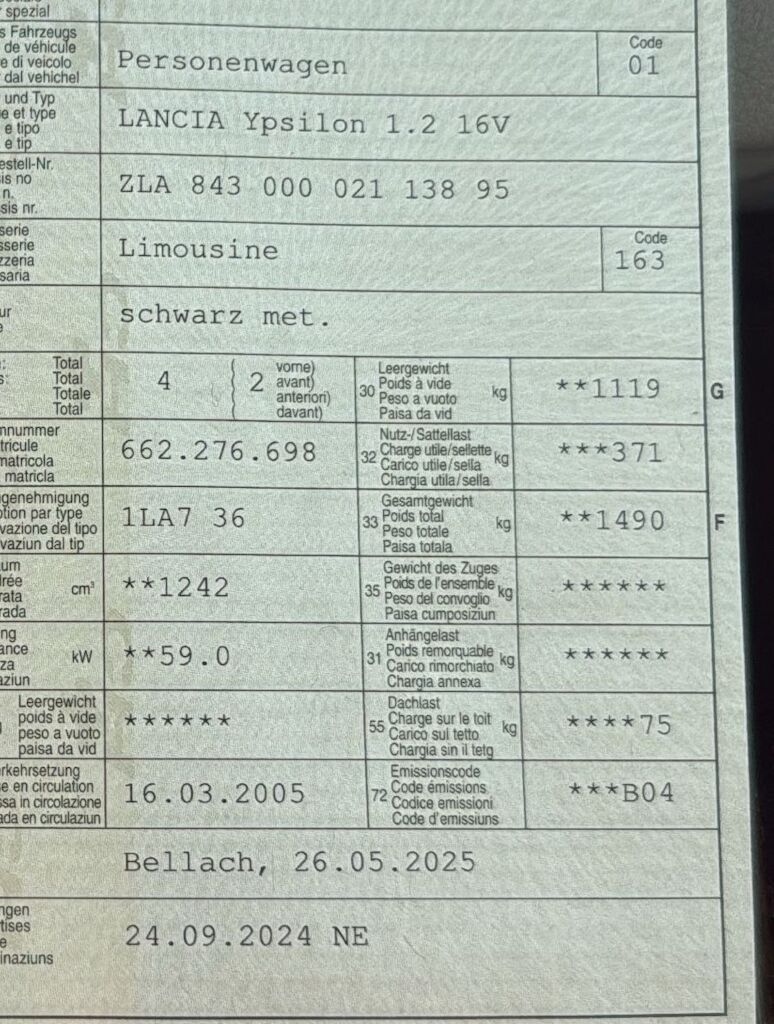 spezial
Fahrzeugs
de véhicule
e di veicolo
dal vehichel
Personenwagen
Code
01
und Typ
e et type
e tipo
e tip
LANCIA Ypsilon 1.2 16V
estell-Nr.
is no
n.
sis nr.
ZLA 843 000 021 138 95
serie
sserie
zzeria
saria
Limousine
Code
163
ur
e
schwarz met.
Total
Total
Totale
Total
4
2
vorne)
avant)
anteriori)
davant)
30
Leergewicht
Poids à vide
Peso a vuoto
Paisa da vid
kg
**1119
G
nnummer
tricule
matricola
matricla
662.276.698
32
Nutz-/Sattellast
Charge utile/sellette
Carico utile/sella
Chargia utila/sella
kg
***371
genehmigung
tion par type
vazione del tipo
vaziun dal tip
1LA7 36
33
Gesamtgewicht
Poids total
Peso totale
Paisa totala
kg
**1490
F
um
drée
rata
rada
cm³
**1242
35
Gewicht des Zuges
Poids de l'ensemble
Peso del convoglio
Paisa cumposiziun
kg
******
ng
ance
za
aziun
kW
**59.0
31
Anhängelast
Poids remorquable
Carico rimorchiato
Chargia annexa
kg
******
Leergewicht
poids à vide
peso a vuoto
paisa da vid
******
55
Dachlast
Charge sur le toit
Carico sul tetto
Chargia sin il tetg
kg
****75
rkehrsetzung
e en circulation
ssa in circolazione
ada en circulaziun
16.03.2005
72
Emissionscode
Code émissions
Codice emissioni
Code d'emissiuns
***B04
Bellach, 26.05.2025
ngen
tises
e
inaziuns
24.09.2024 NE